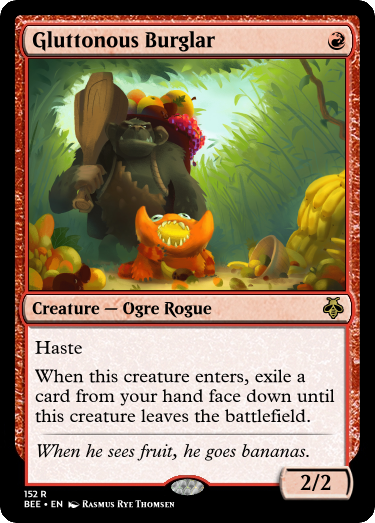 Gluttonous Burglar
Creature — Ogre Rogue
Haste
When this creature enters, exile a
card from your hand face down until
this creature leaves the battlefield.
When he sees fruit, he goes bananas.
2/2
152 R
BEE • EN Rasmus Rye Thomsen